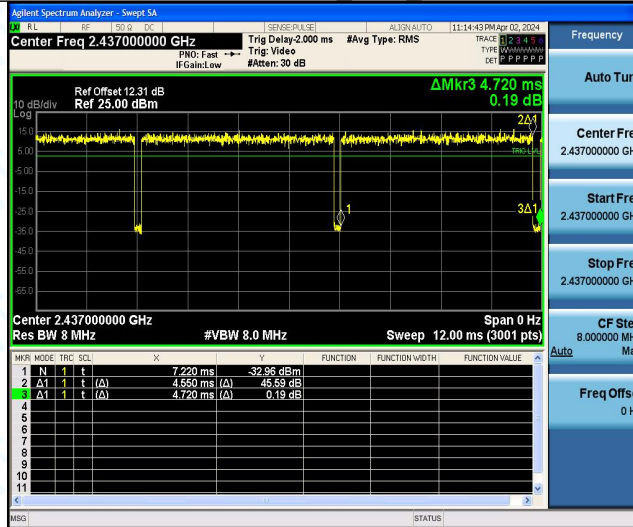 Agilent Spectrum Analyzer - Swept SA
RL RF 50 Ω DC SENSE:PULSE ALIGN AUTO 11:14:43 PM Apr 02, 2024
Center Freq 2.437000000 GHz
PNO: Fast
IFGain:Low
Trig Delay-2.000 ms
Trig: Video
#Atten: 30 dB
#Avg Type: RMS
TRACE 1 2 3 4 5 6
TYPE
DET P P P P P P
Frequency
Auto Tun
Center Fre
2.437000000 GH
Start Fre
2.437000000 GH
Stop Fre
2.437000000 GH
CF Ste
8.000000 MH
Auto Ma
Freq Offse
0 H
ΔMkr3 4.720 ms
0.19 dB
Ref Offset 12.31 dB
10 dB/div Ref 25.00 dBm
Log
15.0
5.00
-5.00
-15.0
-25.0
-35.0
-45.0
-55.0
-65.0
2Δ1
TRIG LVL
1
3Δ1
Center 2.437000000 GHz Span 0 Hz
Res BW 8 MHz #VBW 8.0 MHz Sweep 12.00 ms (3001 pts)
MKR MODE TRC SCL X Y FUNCTION FUNCTION WIDTH FUNCTION VALUE
1 N 1 t 7.220 ms -32.96 dBm
2 Δ1 1 t (Δ) 4.550 ms (Δ) 45.59 dB
3 Δ1 1 t (Δ) 4.720 ms (Δ) 0.19 dB
4
5
6
7
8
9
10
11
MSG STATUS